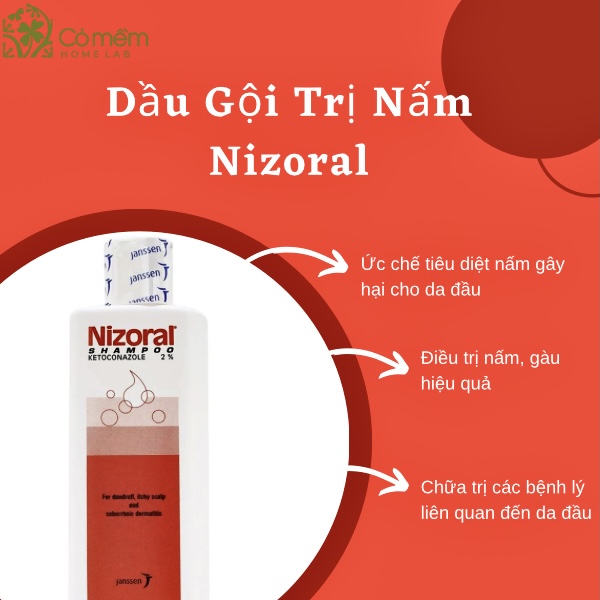 Cỏ mềm
HOME LAB
Dầu Gội Trị Nấm
Nizoral
janssen
janssen
janssen
Ức chế tiêu diệt nấm gây
hại cho da đầu
Nizoral®
SHAMPOO
KETOCONAZOLE 2 %
Điều trị nấm, gàu
hiệu quả
For dandruff, itchy scalp
and
seborrhoeic dermatitis
Chữa trị các bệnh lý
liên quan đến da đầu
janssen